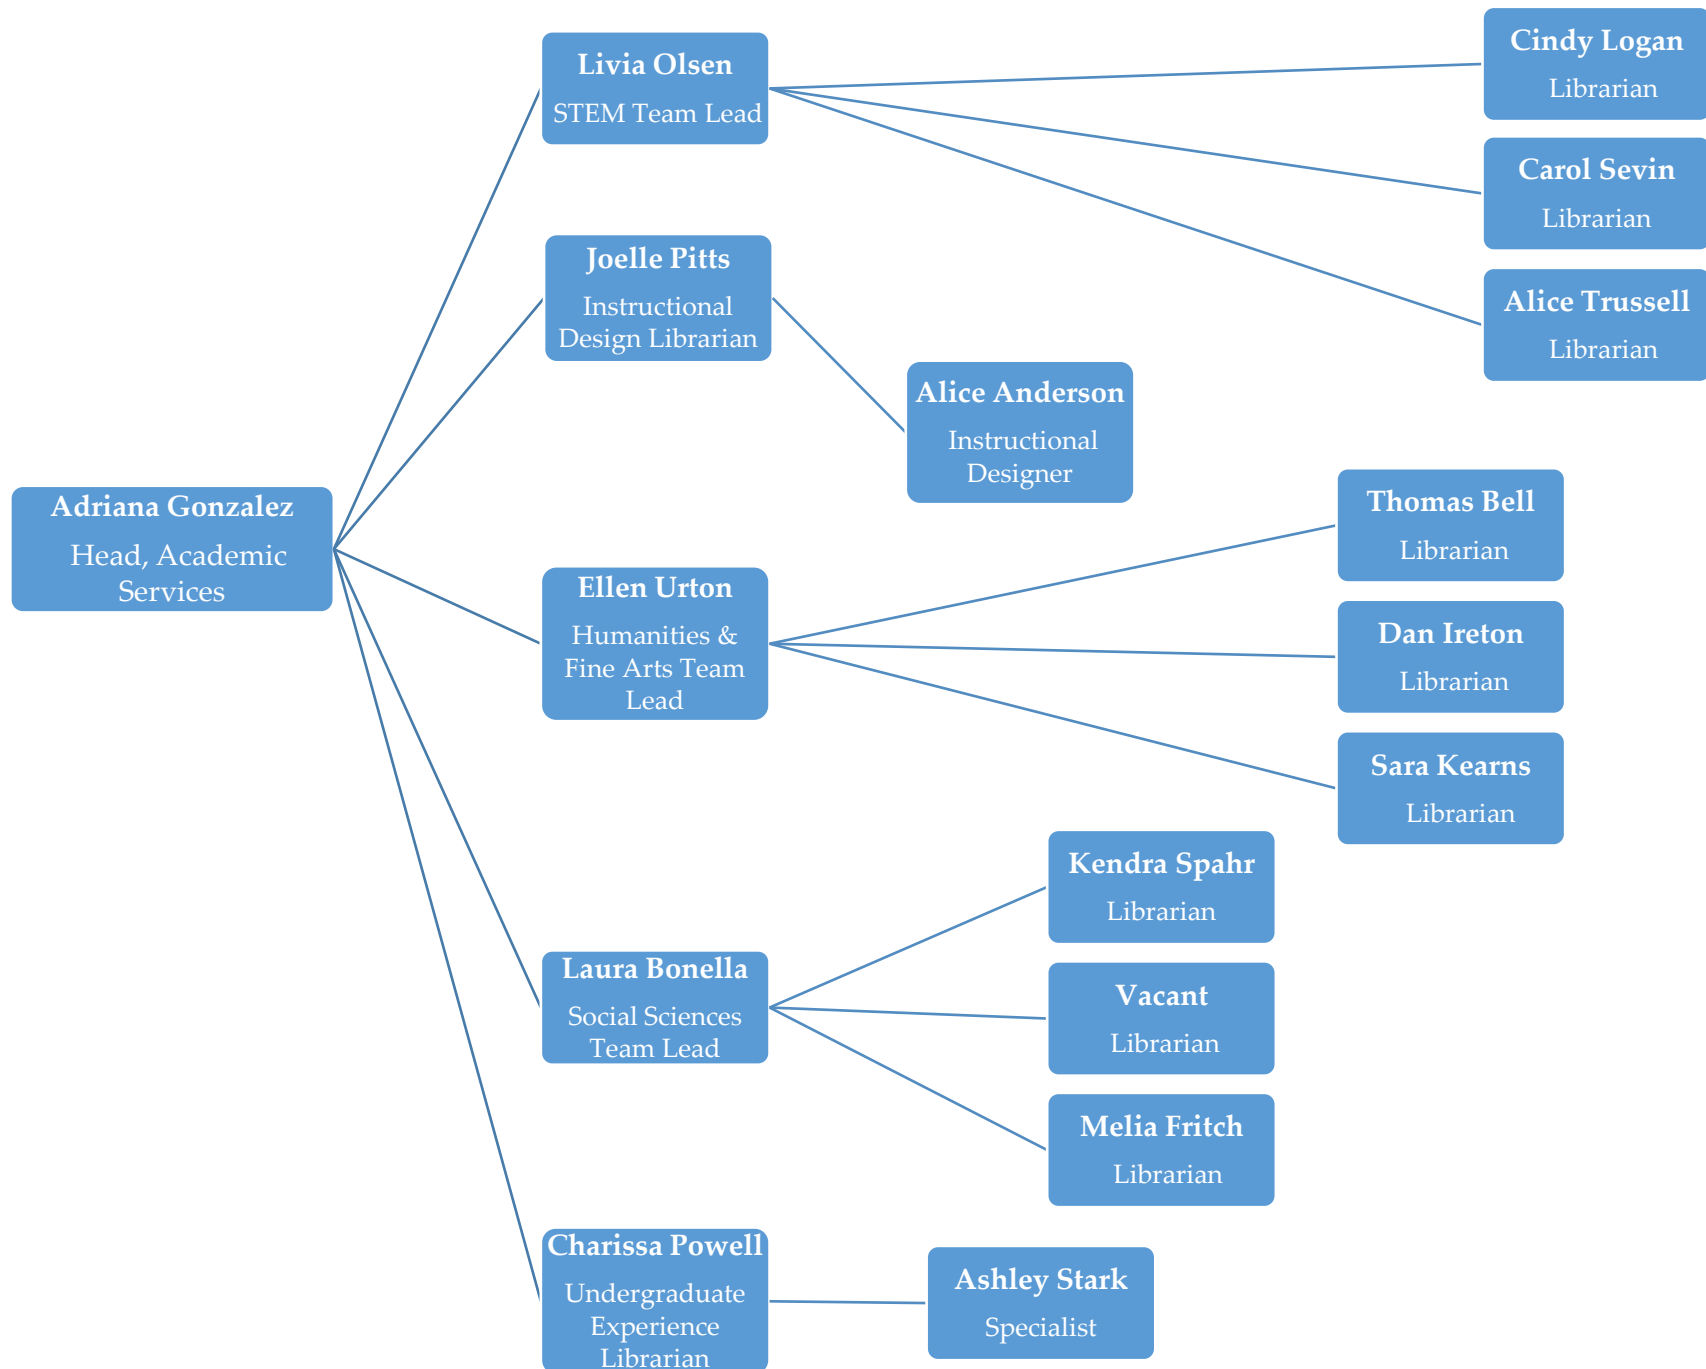 Adriana Gonzalez
Head, Academic
Services
Livia Olsen
STEM Team Lead
Cindy Logan
Librarian
Carol Sevin
Librarian
Alice Trussell
Librarian
Joelle Pitts
Instructional
Design Librarian
Alice Anderson
Instructional
Designer
Ellen Urton
Humanities &
Fine Arts Team
Lead
Thomas Bell
Librarian
Dan Ireton
Librarian
Sara Kearns
Librarian
Laura Bonella
Social Sciences
Team Lead
Kendra Spahr
Librarian
Vacant
Librarian
Melia Fritch
Librarian
Charissa Powell
Undergraduate
Experience
Librarian
Ashley Stark
Specialist